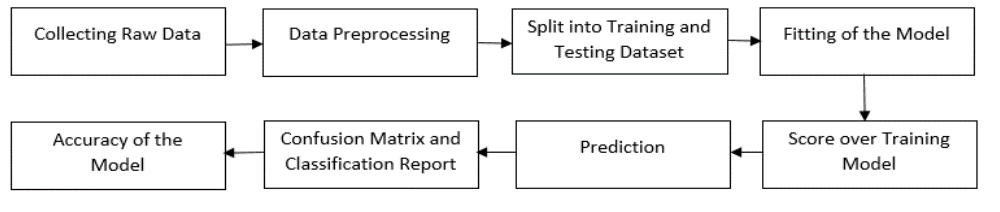 Collecting Raw Data
Data Preprocessing
Split into Training and
Testing Dataset
Fitting of the Model
Score over Training
Model
Prediction
Confusion Matrix and
Classification Report
Accuracy of the
Model